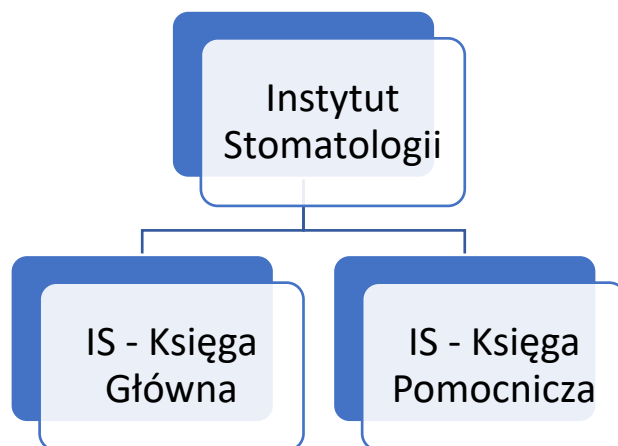 Instytut
Stomatologii
IS - Księga
Główna
IS - Księga
Pomocnicza